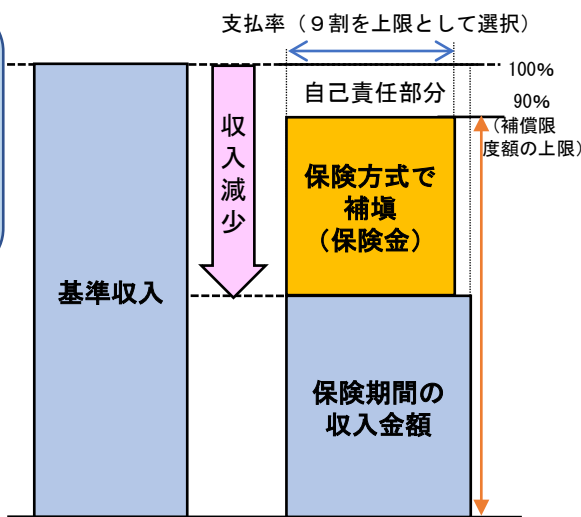 支払率（９割を上限として選択）
100%
自己責任部分
90%
（補償限
度額の上限）
収入減少
保険方式で
補塡
（保険金）
基準収入
保険期間の
収入金額